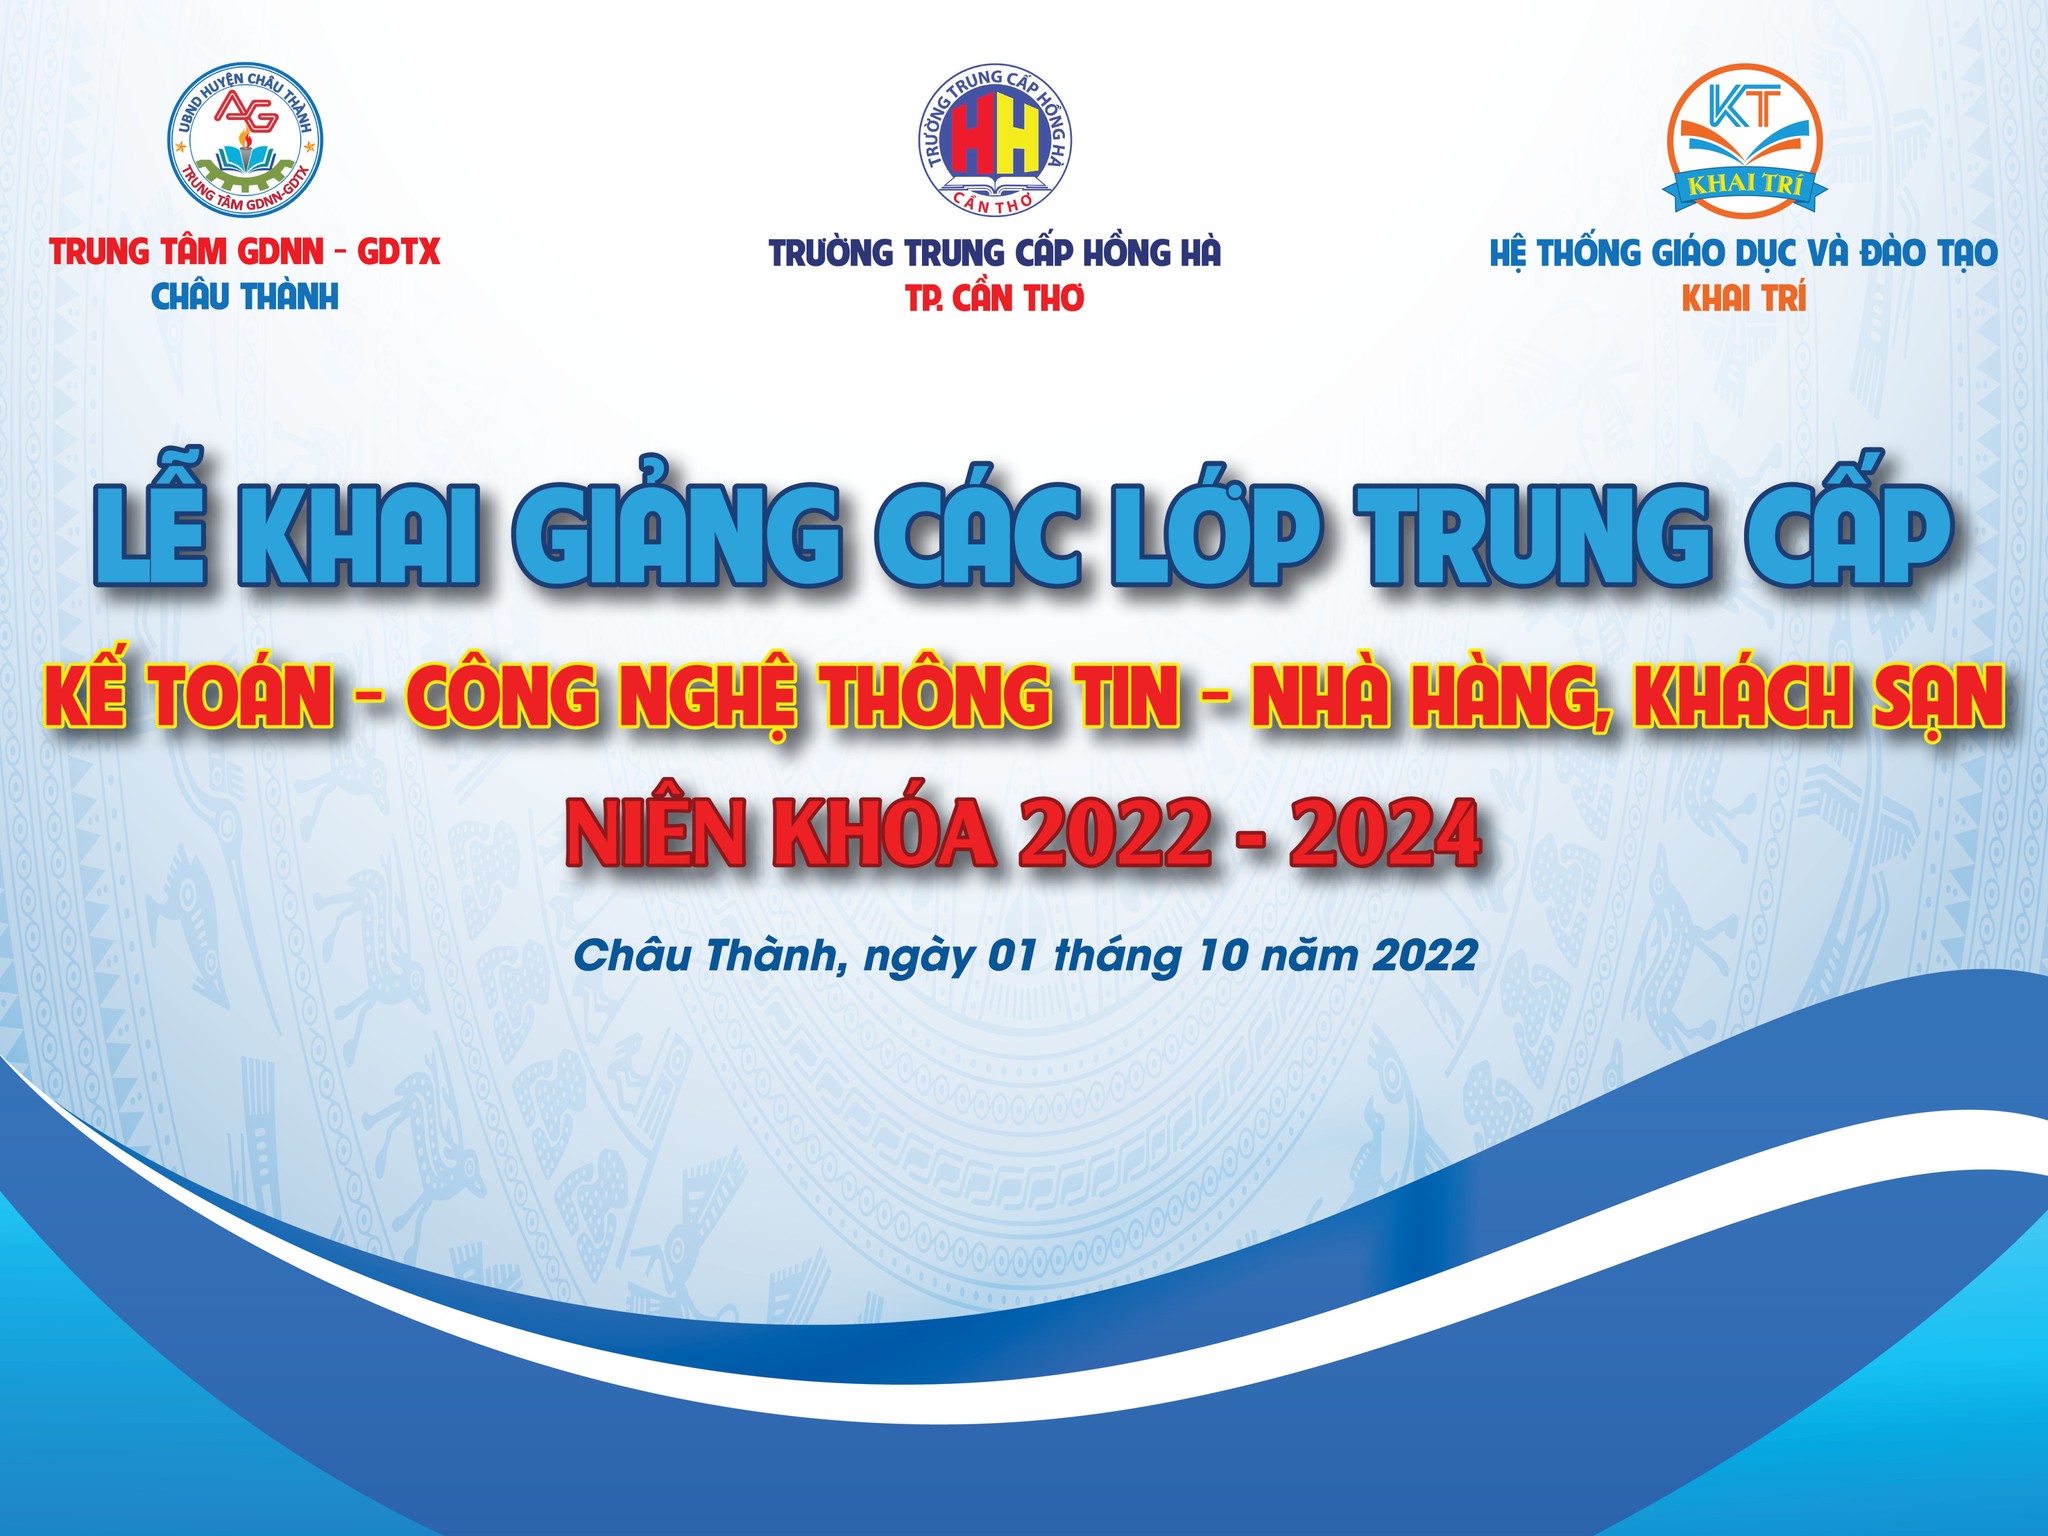 UBND HUYỆN CHÂU THÀNH
AG
TRUNG TÂM GDNN-GDTX
TRUNG TÂM GDNN - GDTX
CHÂU THÀNH
TRƯỜNG TRUNG CẤP HỒNG HÀ
HH
CẦN THƠ
TRƯỜNG TRUNG CẤP HỒNG HÀ
TP. CẦN THƠ
KT
KHAI TRÍ
HỆ THỐNG GIÁO DỤC VÀ ĐÀO TẠO
KHAI TRÍ
LỄ KHAI GIẢNG CÁC LỚP TRUNG CẤP
KẾ TOÁN - CÔNG NGHỆ THÔNG TIN - NHÀ HÀNG, KHÁCH SẠN
NIÊN KHÓA 2022 - 2024
Châu Thành, ngày 01 tháng 10 năm 2022